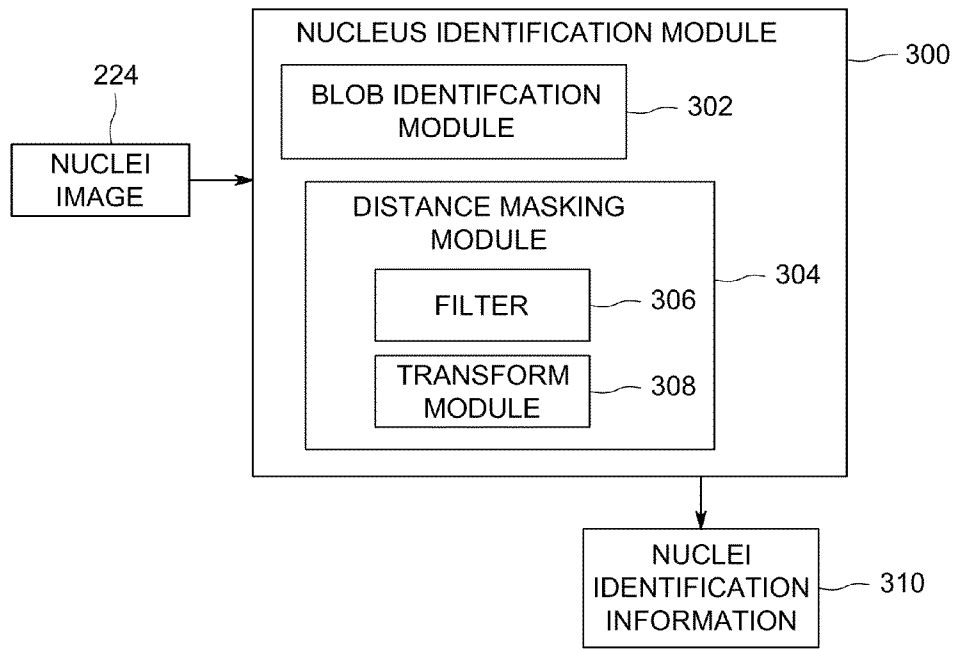 NUCLEUS IDENTIFICATION MODULE
300
224
BLOB IDENTIFCATION
MODULE
302
NUCLEI
IMAGE
DISTANCE MASKING
MODULE
304
FILTER
306
TRANSFORM
MODULE
308
NUCLEI
IDENTIFICATION
INFORMATION
310